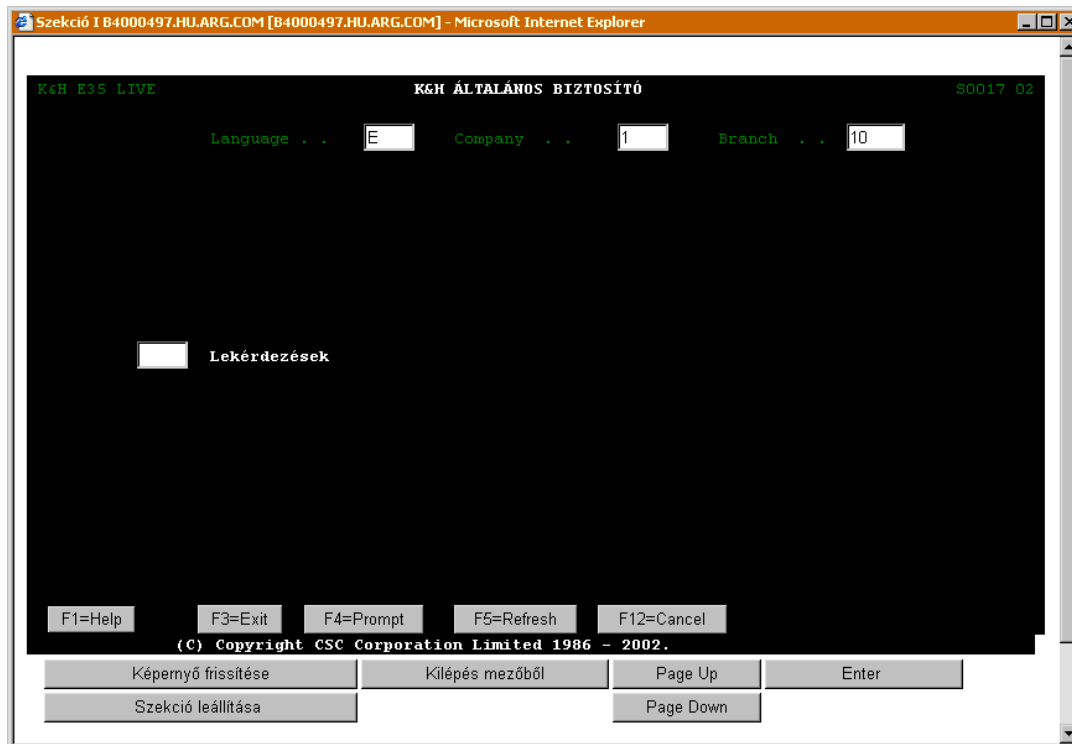 Szekció I B4000497.HU.ARG.COM [B4000497.HU.ARG.COM] - Microsoft Internet Explorer
K&H E35 LIVE K&H ÁLTALÁNOS BIZTOSÍTÓ S0017 02
Language . . E Company . . 1 Branch . . 10
Lekérdezések
F1=Help F3=Exit F4=Prompt F5=Refresh F12=Cancel
(C) Copyright CSC Corporation Limited 1986 - 2002.
Képernyő frissítése Kilépés mezőből Page Up Enter
Szekció leállítása Page Down